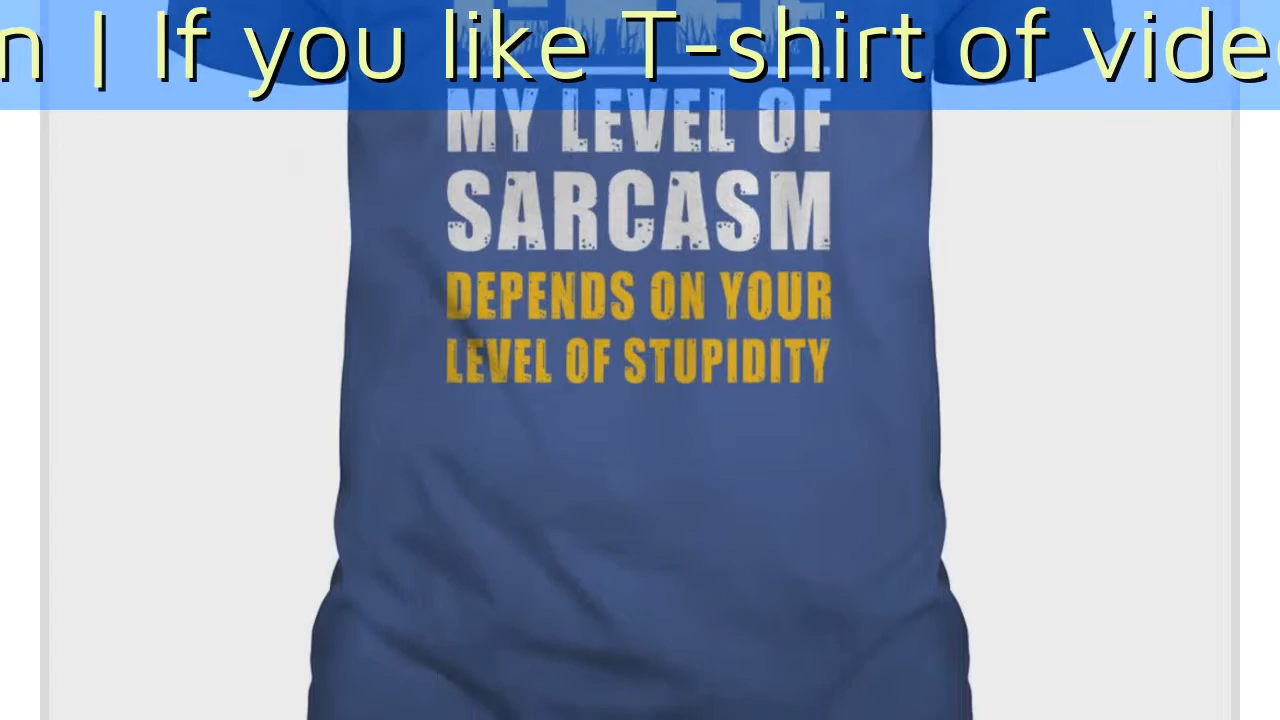 n | If you like T-shirt of vide
MY LEVEL OF
SARCASM
DEPENDS ON YOUR
LEVEL OF STUPIDITY